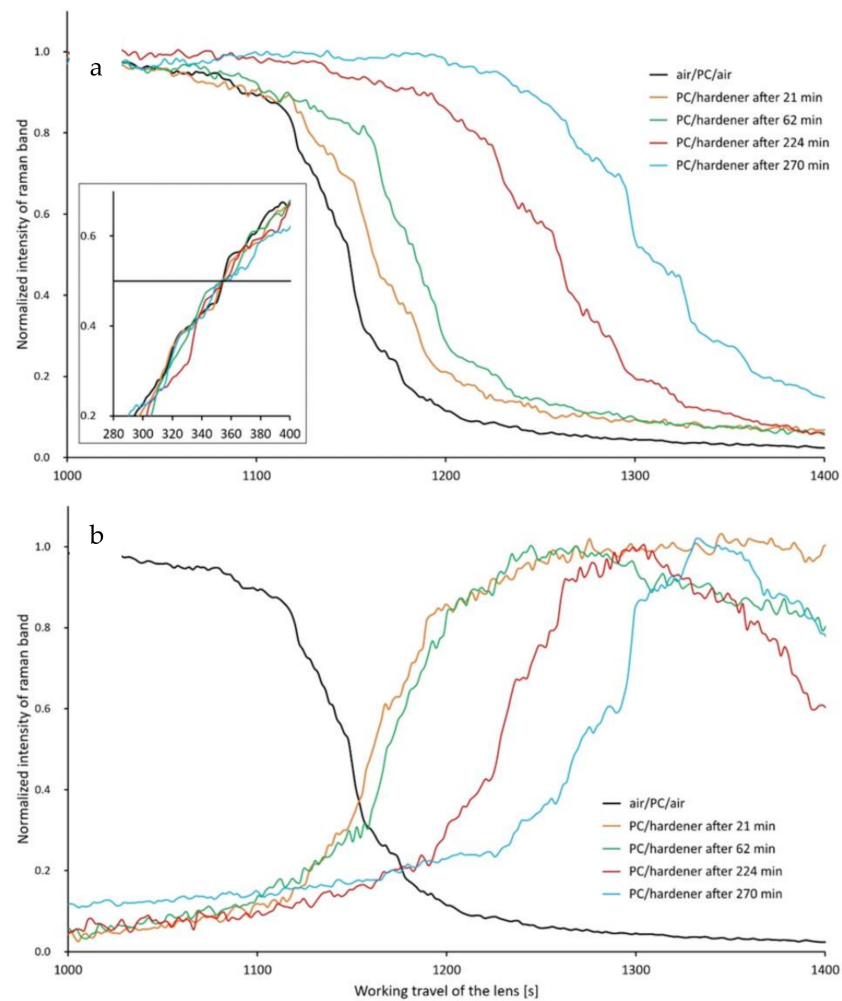 a
1.0
0.8
0.6
0.4
0.2
0.0
Normalized intensity of raman band
air/PC/air
PC/hardener after 21 min
PC/hardener after 62 min
PC/hardener after 224 min
PC/hardener after 270 min
0.6
0.4
0.2
280 300 320 340 360 380 400
1000 1100 1200 1300 1400
b
1.0
0.8
0.6
0.4
0.2
0.0
Normalized intensity of raman band
air/PC/air
PC/hardener after 21 min
PC/hardener after 62 min
PC/hardener after 224 min
PC/hardener after 270 min
1000 1100 1200 1300 1400
Working travel of the lens [s]